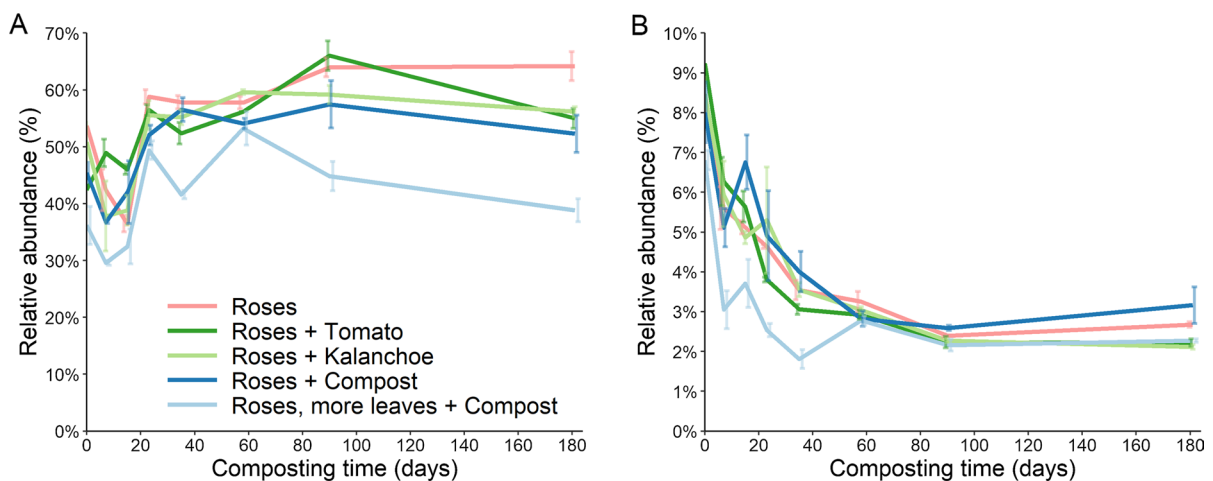 A
70%
60%
50%
40%
30%
20%
10%
0%
Relative abundance (%)
0 20 40 60 80 100 120 140 160 180
Composting time (days)
Roses
Roses + Tomato
Roses + Kalanchoe
Roses + Compost
Roses, more leaves + Compost
B
10%
9%
8%
7%
6%
5%
4%
3%
2%
1%
0%
Relative abundance (%)
0 20 40 60 80 100 120 140 160 180
Composting time (days)